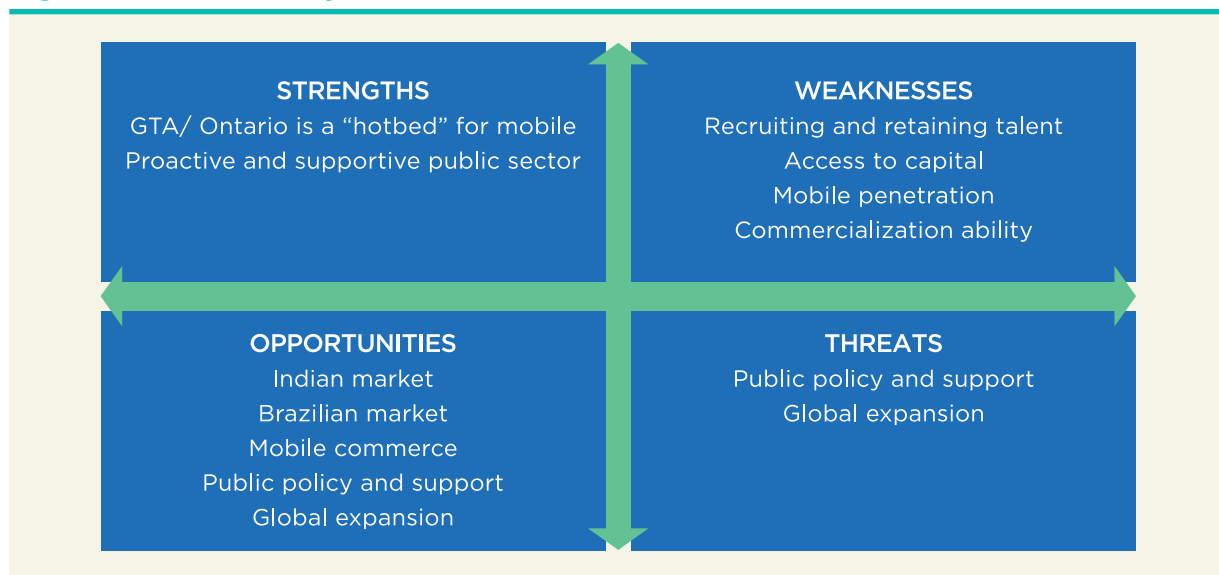 STRENGTHS
GTA/ Ontario is a “hotbed” for mobile
Proactive and supportive public sector
WEAKNESSES
Recruiting and retaining talent
Access to capital
Mobile penetration
Commercialization ability
OPPORTUNITIES
Indian market
Brazilian market
Mobile commerce
Public policy and support
Global expansion
THREATS
Public policy and support
Global expansion